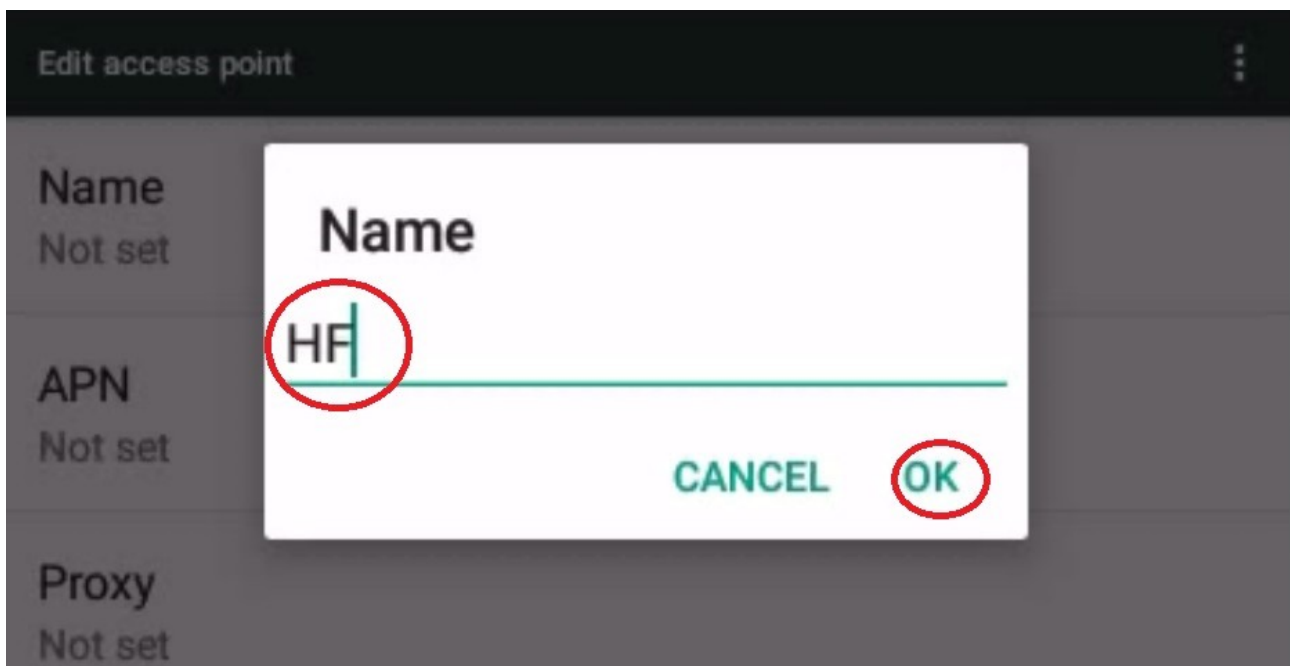 Edit access point
Name
Not set
APN
Not set
Proxy
Not set
Name
HF
CANCEL OK